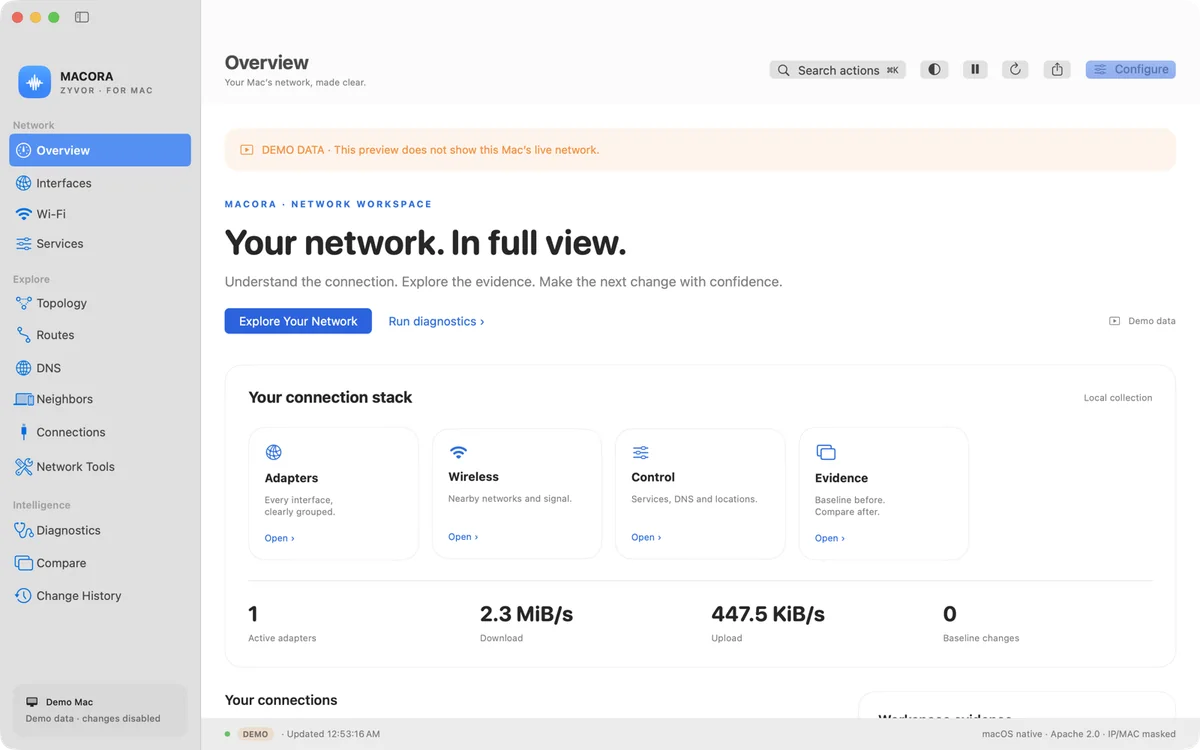 MACORA
ZYVOR · FOR MAC
Network
Overview
Interfaces
Wi-Fi
Services
Explore
Topology
Routes
DNS
Neighbors
Connections
Network Tools
Intelligence
Diagnostics
Compare
Change History
Demo Mac
Demo data · changes disabled
Overview
Your Mac's network, made clear.
Search actions ⌘K
Configure
DEMO DATA · This preview does not show this Mac's live network.
MACORA · NETWORK WORKSPACE
Your network. In full view.
Understand the connection. Explore the evidence. Make the next change with confidence.
Explore Your Network
Run diagnostics ›
Demo data
Your connection stack
Local collection
Adapters
Every interface,
clearly grouped.
Open ›
Wireless
Nearby networks and signal.
Open ›
Control
Services, DNS and locations.
Open ›
Evidence
Baseline before.
Compare after.
Open ›
1
Active adapters
2.3 MiB/s
Download
447.5 KiB/s
Upload
0
Baseline changes
Your connections
Workspace evidence
DEMO · Updated 12:53:16 AM
macOS native · Apache 2.0 · IP/MAC masked